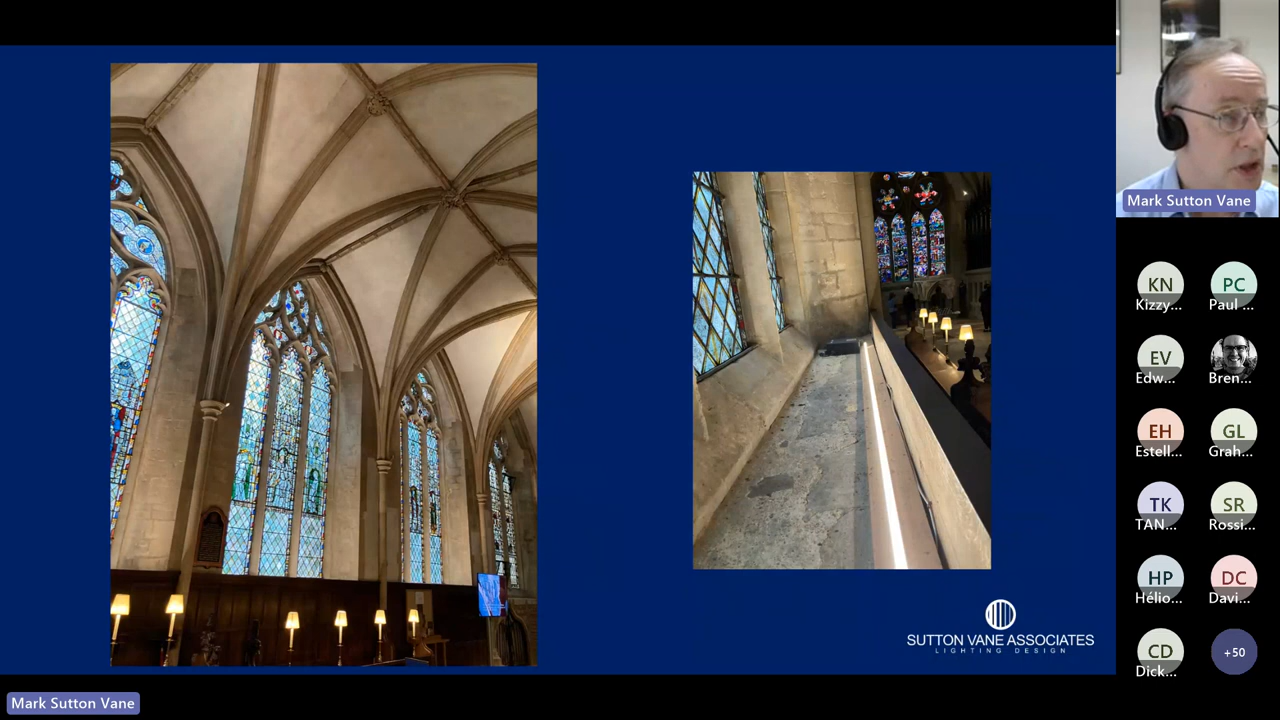 Mark Sutton Vane
KN
PC
Kizzy...
Paul ...
EV
Edw...
Bren...
EH
GL
Estell...
Grah...
TK
SR
TAN...
Rossi...
HP
DC
Hélio...
Davi...
CD
+50
Dick...
SUTTON VANE ASSOCIATES
LIGHTING DESIGN
Mark Sutton Vane